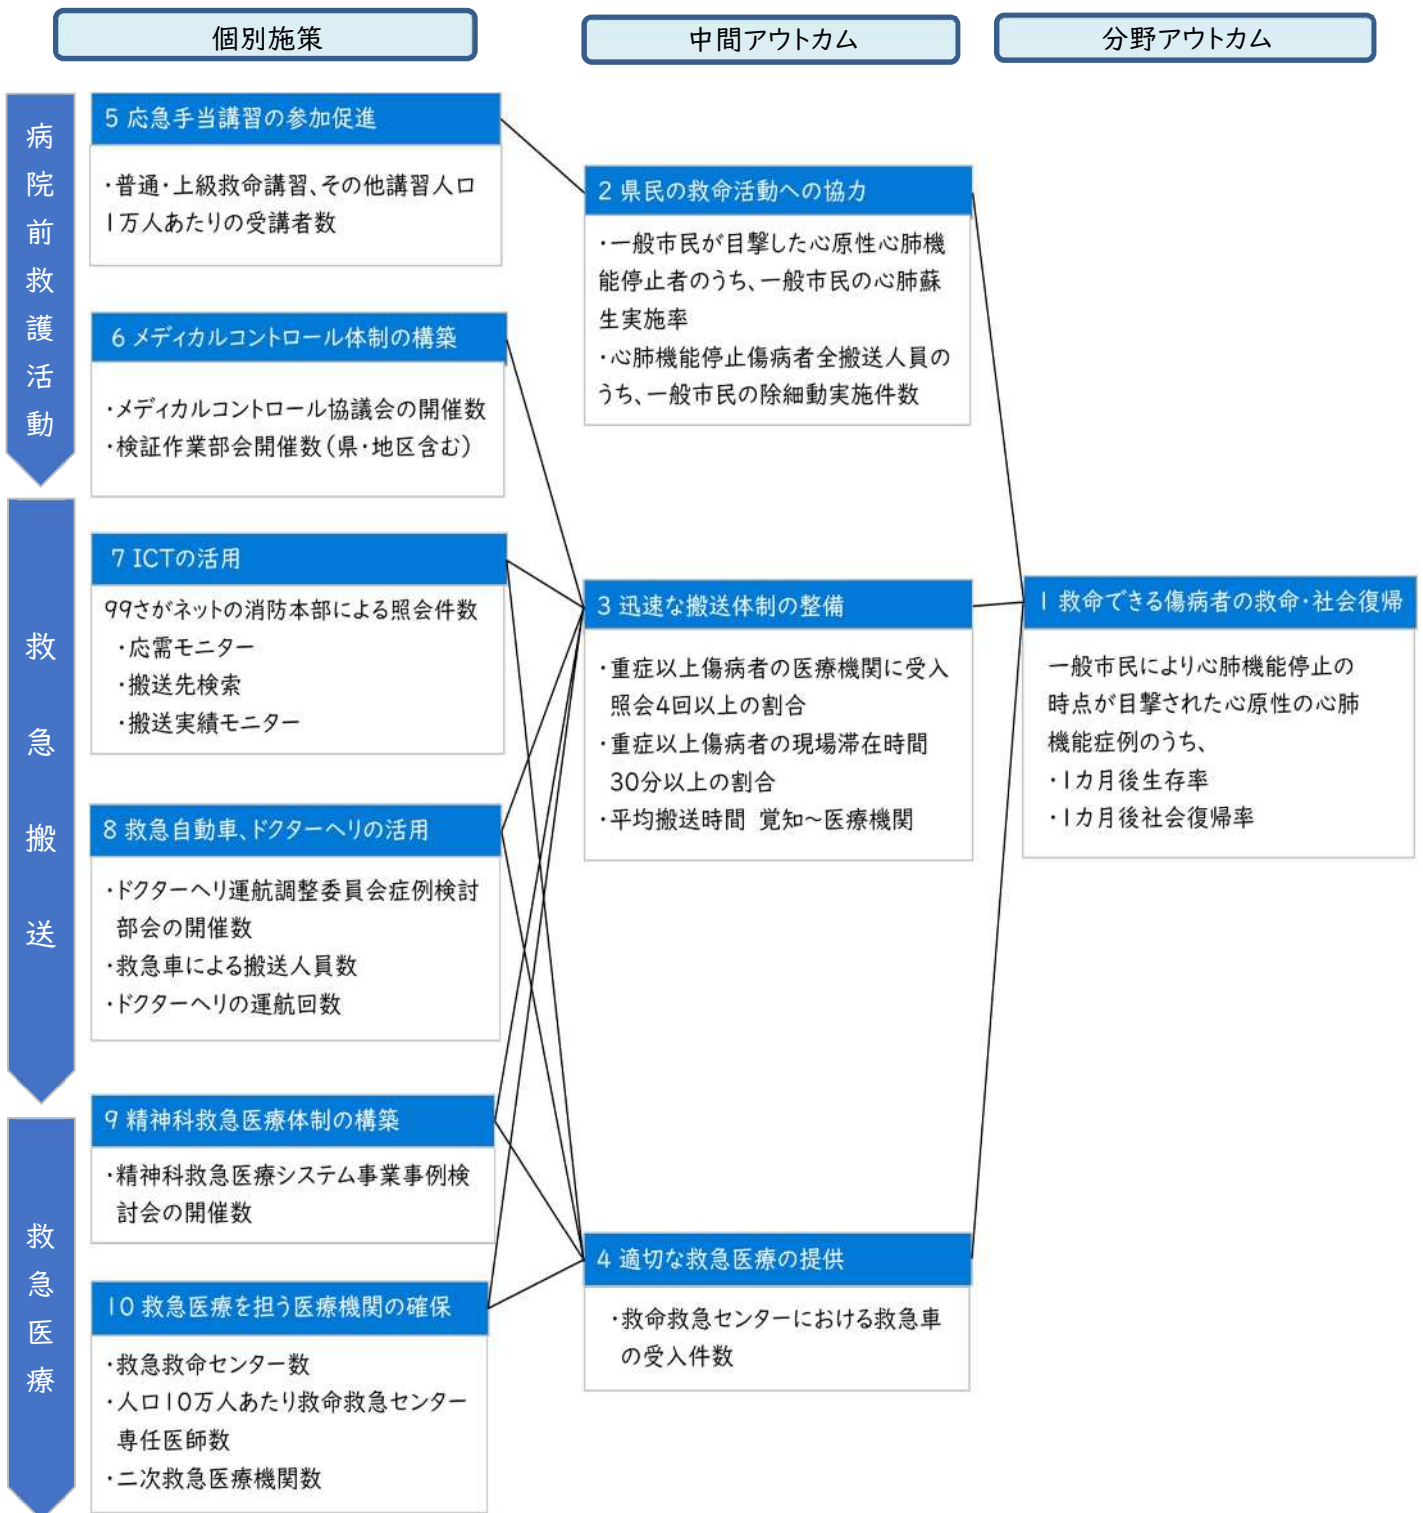 個別施策
中間アウトカム
分野アウトカム
病院前救護活動
5 応急手当講習の参加促進
・普通・上級救命講習、その他講習人口
1万人あたりの受講者数
6 メディカルコントロール体制の構築
・メディカルコントロール協議会の開催数
・検証作業部会開催数(県・地区含む)
救急搬送
7 ICTの活用
99さがネットの消防本部による照会件数
・応需モニター
・搬送先検索
・搬送実績モニター
8 救急自動車、ドクターヘリの活用
・ドクターヘリ運航調整委員会症例検討
部会の開催数
・救急車による搬送人員数
・ドクターヘリの運航回数
救急医療
9 精神科救急医療体制の構築
・精神科救急医療システム事業事例検
討会の開催数
10 救急医療を担う医療機関の確保
・救急救命センター数
・人口10万人あたり救命救急センター
専任医師数
・二次救急医療機関数
2 県民の救命活動への協力
・一般市民が目撃した心原性心肺機
能停止者のうち、一般市民の心肺蘇
生実施率
・心肺機能停止傷病者全搬送人員の
うち、一般市民の除細動実施件数
3 迅速な搬送体制の整備
・重症以上傷病者の医療機関に受入
照会4回以上の割合
・重症以上傷病者の現場滞在時間
30分以上の割合
・平均搬送時間 覚知~医療機関
4 適切な救急医療の提供
・救命救急センターにおける救急車
の受入件数
1 救命できる傷病者の救命・社会復帰
一般市民により心肺機能停止の
時点が目撃された心原性の心肺
機能症例のうち、
・1カ月後生存率
・1カ月後社会復帰率